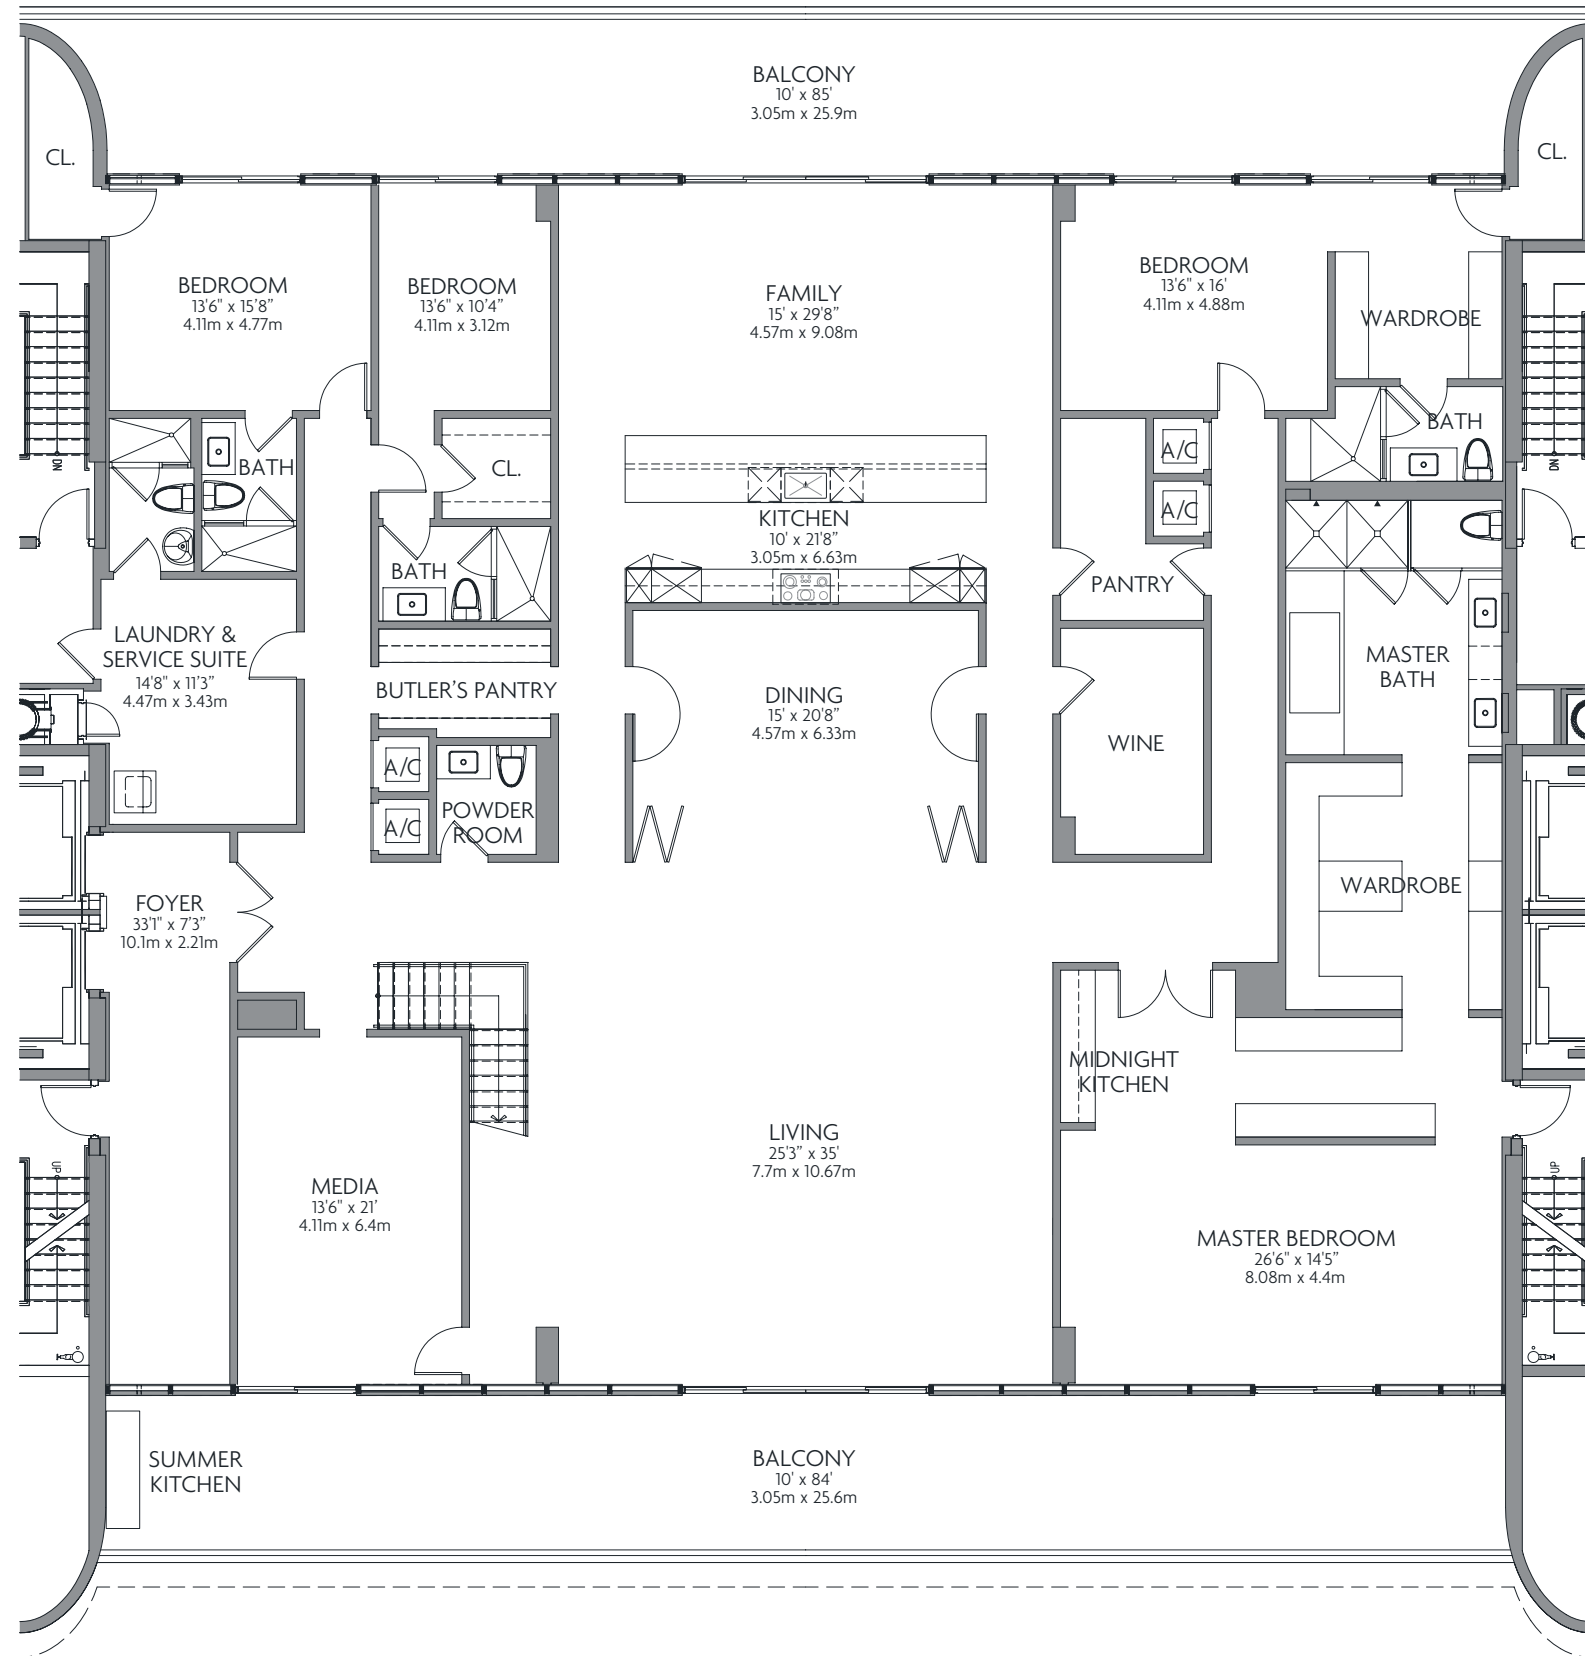 BALCONY
10' x 85'
3.05m x 25.9m
CL.
CL.
BEDROOM
13'6" x 15'8”
4.11m x 4.77m
BEDROOM
13'6" x 10'4”
4.11m x 3.12m
FAMILY
15' x 29'8”
4.57m x 9.08m
BEDROOM
13'6" x 16'
4.11m x 4.88m
WARDROBE
DN
BATH
CL.
A/C
BATH
DN
A/C
KITCHEN
10' x 21'8”
3.05m x 6.63m
BATH
PANTRY
LAUNDRY &
SERVICE SUITE
14'8" x 11'3”
4.47m x 3.43m
BUTLER'S PANTRY
DINING
15' x 20'8”
4.57m x 6.33m
MASTER
BATH
WINE
A/C
A/C
POWDER
ROOM
FOYER
33'1" x 7'3”
10.1m x 2.21m
WARDROBE
MIDNIGHT
KITCHEN
LIVING
25'3” x 35'
7.7m x 10.67m
UP
UP
MEDIA
13'6" x 21'
4.11m x 6.4m
MASTER BEDROOM
26'6" x 14'5”
8.08m x 4.4m
SUMMER
KITCHEN
BALCONY
10' x 84'
3.05m x 25.6m